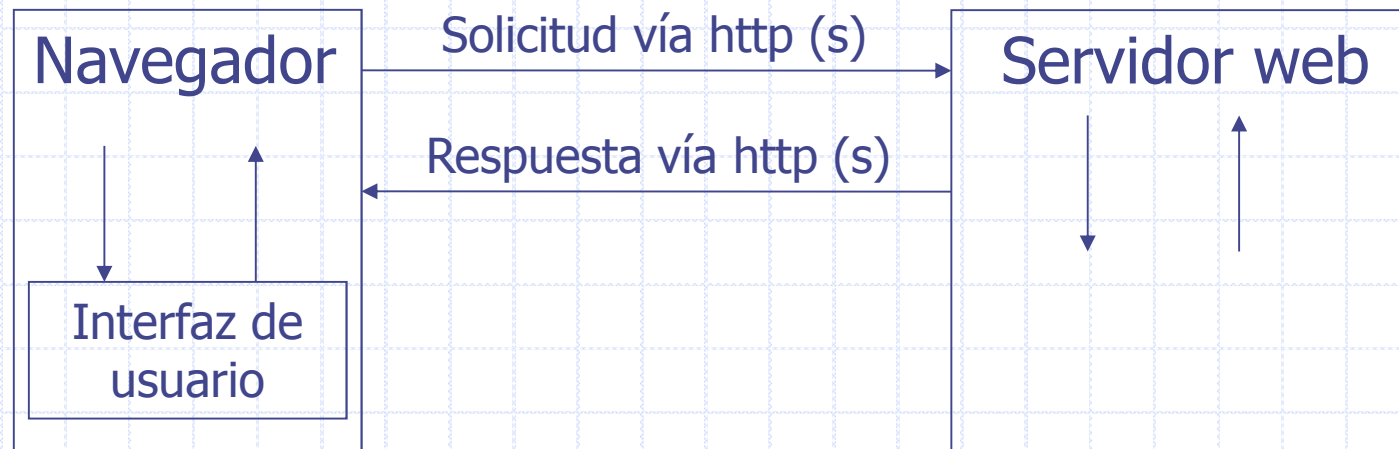 Navegador
Solicitud vía http (s)
Servidor web
Respuesta vía http (s)
Interfaz de
usuario